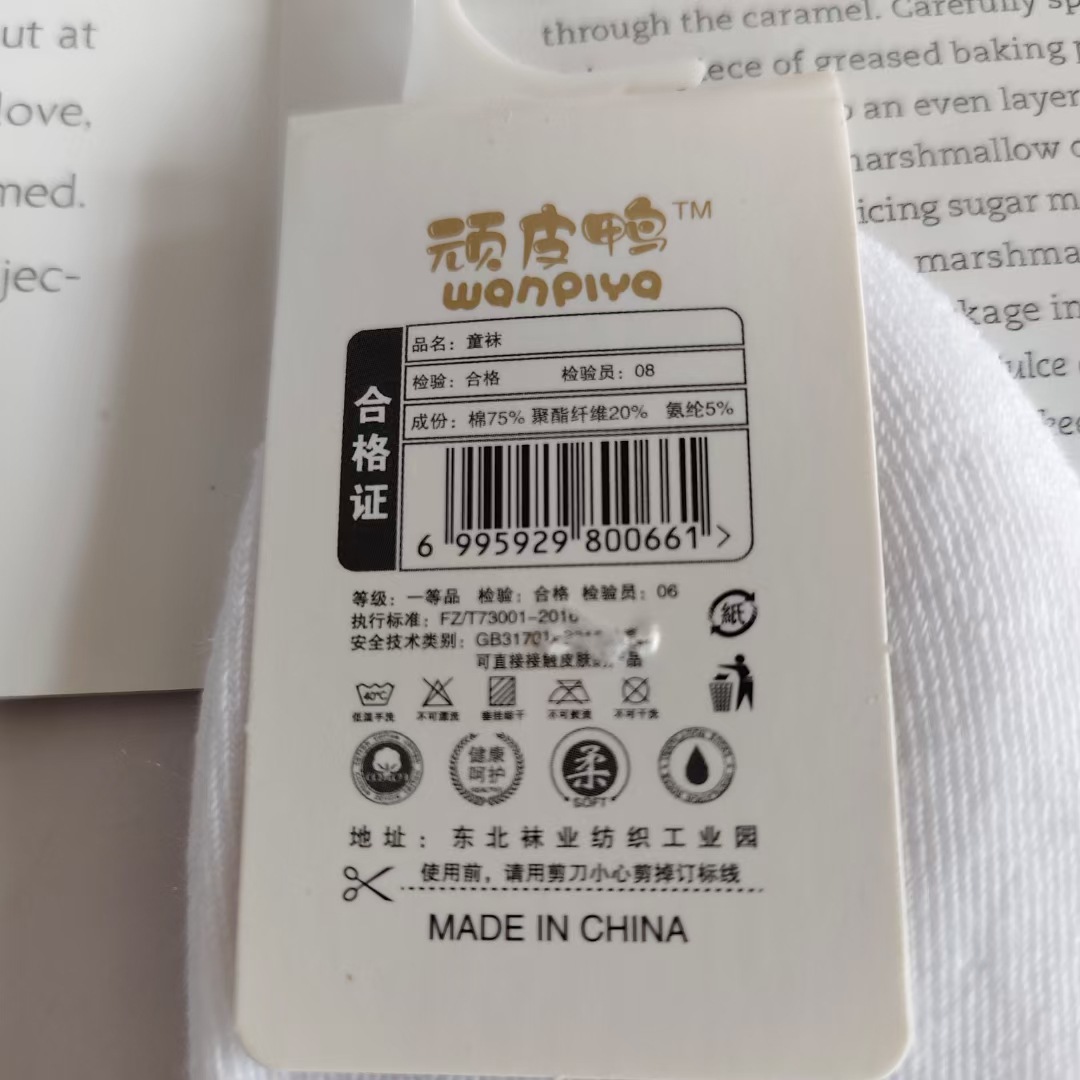 ut at
love,
med.
jec-
through the caramel. Carefully sp
iece of greased baking
an even layer
marshmallow
icing sugar m
marshma
kage in
ulce
顽皮鸭™
wanpiya
合格证
品名：童袜
检验：合格 检验员：08
成份：棉75% 聚酯纤维20% 氨纶5%
6 995929 800661 >
等级：一等品 检验：合格 检验员：06
执行标准：FZ/T73001-2016
安全技术类别：GB31701
可直接接触皮肤 品
紙
40℃
低温手洗 不可漂洗 悬挂晾干 不可熨烫 不可干洗
健康
呵护
柔
SOFT
地址：东北袜业纺织工业园
使用前，请用剪刀小心剪掉订标线
MADE IN CHINA